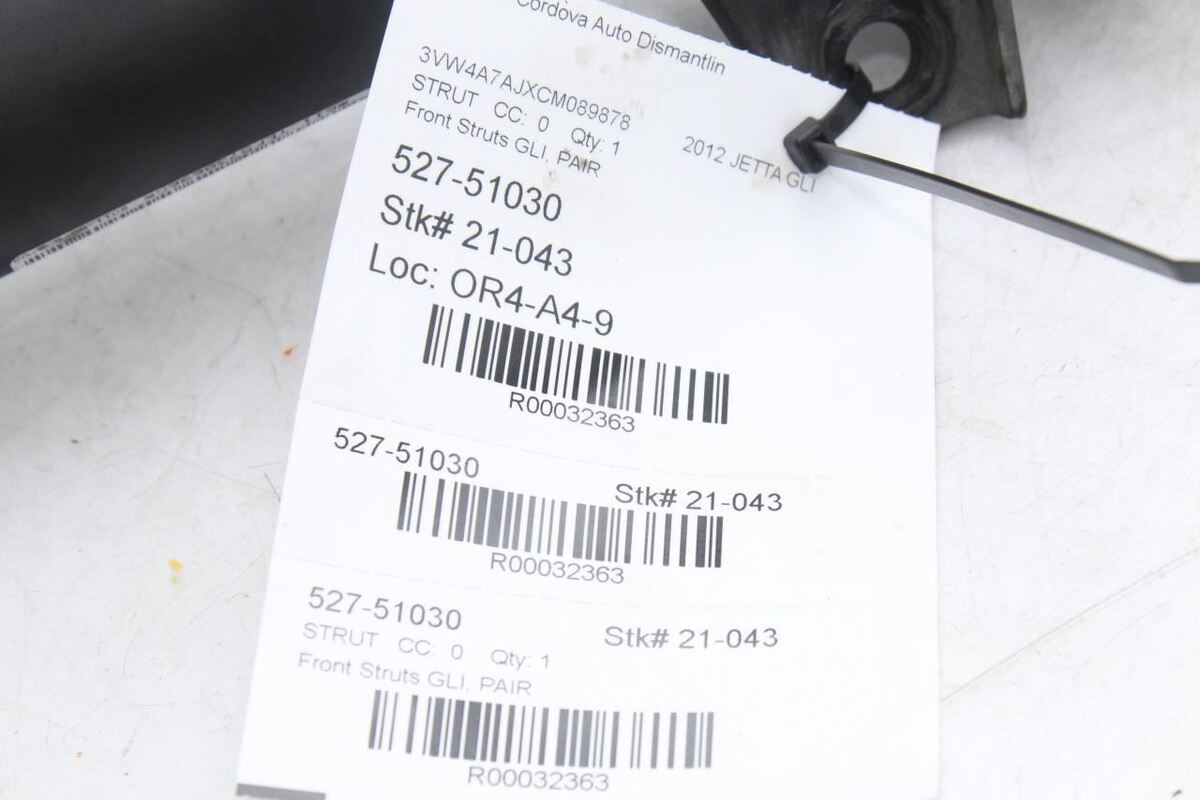 Cordova Auto Dismantlin
3VW4A7AJXCM089878
STRUT CC: 0 Qty: 1
2012 JETTA GLI
Front Struts GLI, PAIR
527-51030
Stk# 21-043
Loc: OR4-A4-9
R00032363
527-51030
Stk# 21-043
R00032363
527-51030
Stk# 21-043
STRUT CC: 0 Qty: 1
Front Struts GLI, PAIR
R00032363